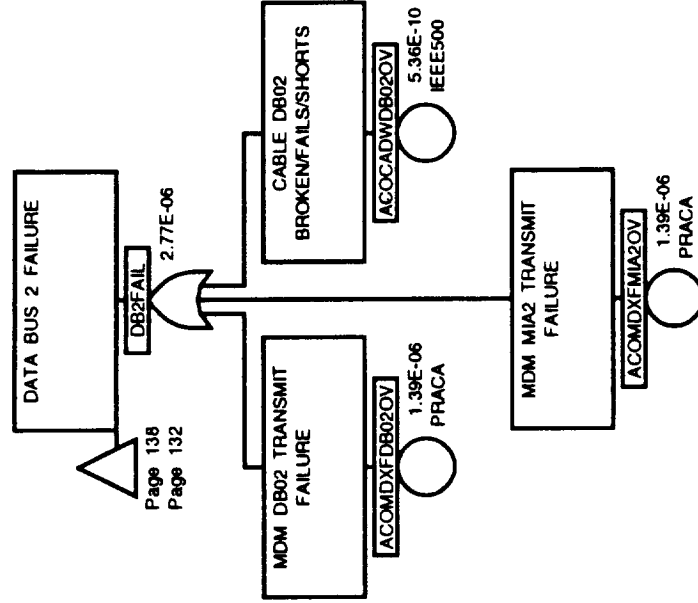 DATA BUS 2 FAILURE
DB2FAIL
2.77E-06
Page 138
Page 132
MDM DB02 TRANSMIT
FAILURE
ACOMDXFDB02OV
1.39E-06
PRACA
CABLE DB02
BROKEN/FAILS/SHORTS
ACOCADWDB02OV
5.36E-10
IEEE500
MDM MIA2 TRANSMIT
FAILURE
ACOMDXFMIA2OV
1.39E-06
PRACA